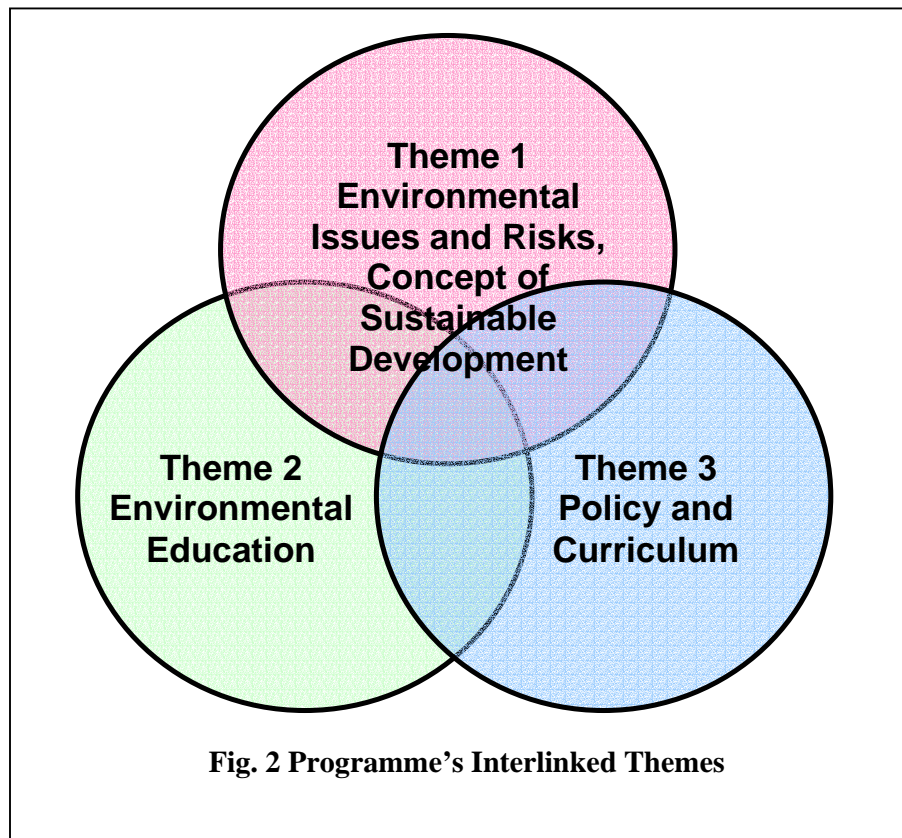 Theme 1
Environmental
Issues and Risks,
Concept of
Sustainable
Development
Theme 2
Environmental
Education
Theme 3
Policy and
Curriculum
Fig. 2 Programme’s Interlinked Themes